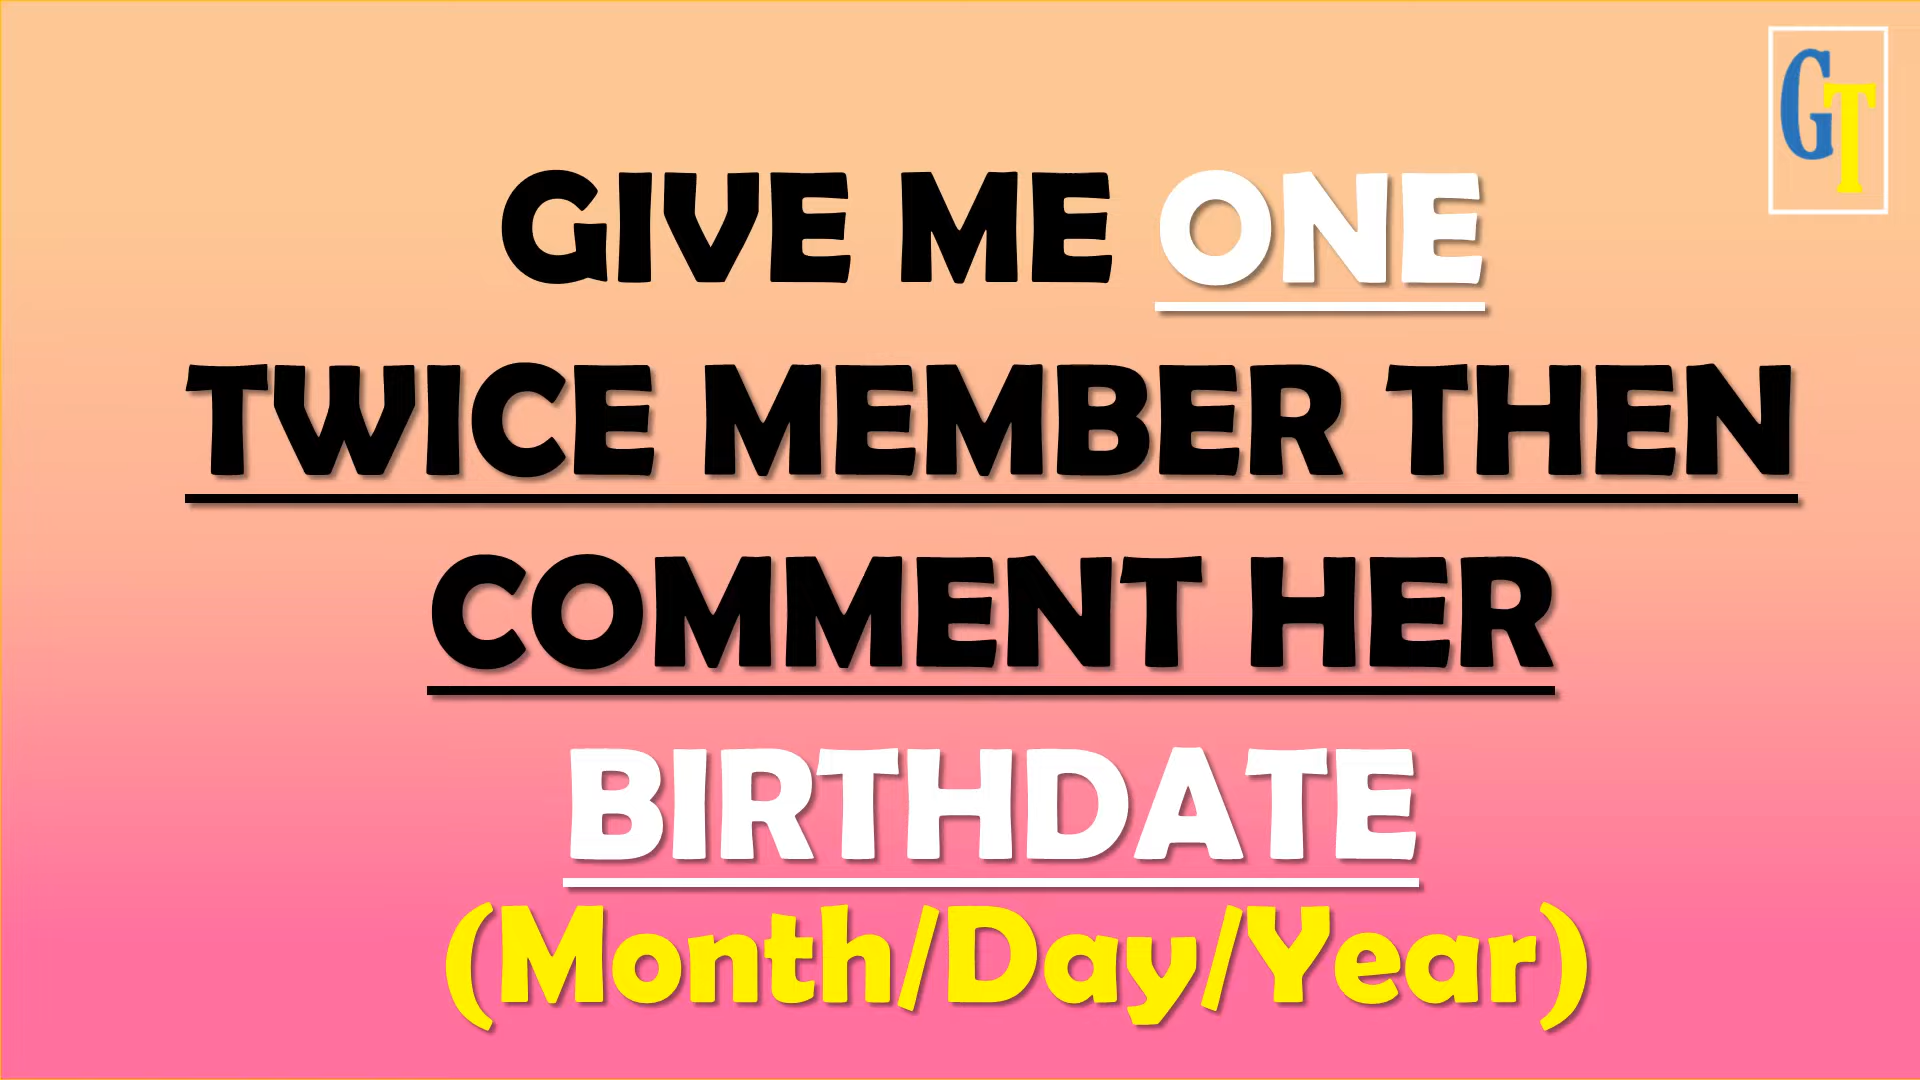 GT
GIVE ME ONE
TWICE MEMBER THEN
COMMENT HER
BIRTHDATE
(Month/Day/Year)